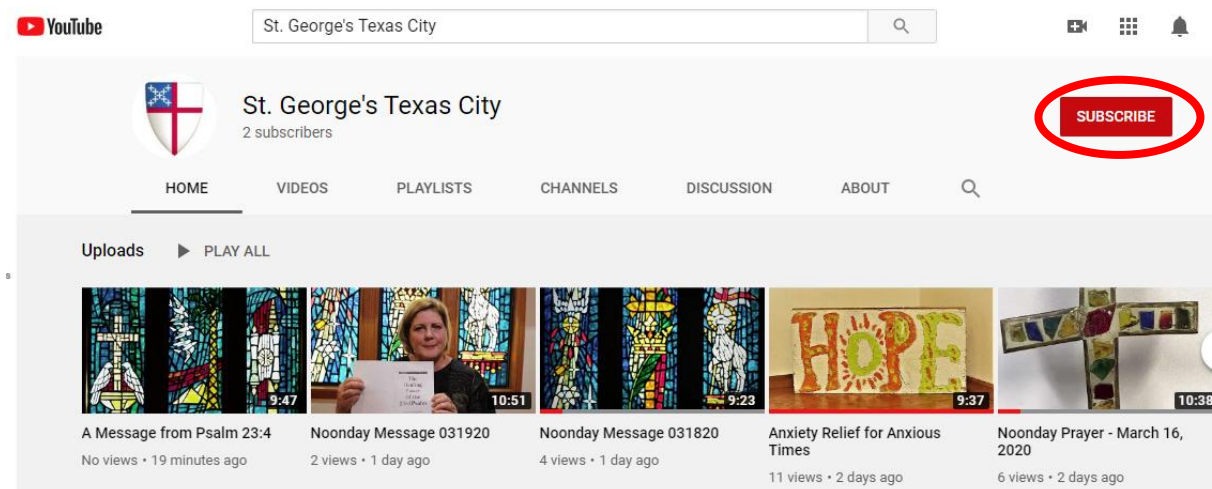 YouTube
St. George's Texas City
St. George's Texas City
2 subscribers
SUBSCRIBE
HOME VIDEOS PLAYLISTS CHANNELS DISCUSSION ABOUT
Uploads PLAY ALL
HOPE
9:47 10:51 9:23 9:37 10:38
A Message from Psalm 23:4
No views • 19 minutes ago
Noonday Message 031920
2 views • 1 day ago
Noonday Message 031820
4 views • 1 day ago
Anxiety Relief for Anxious
Times
11 views • 2 days ago
Noonday Prayer - March 16,
2020
6 views • 2 days ago